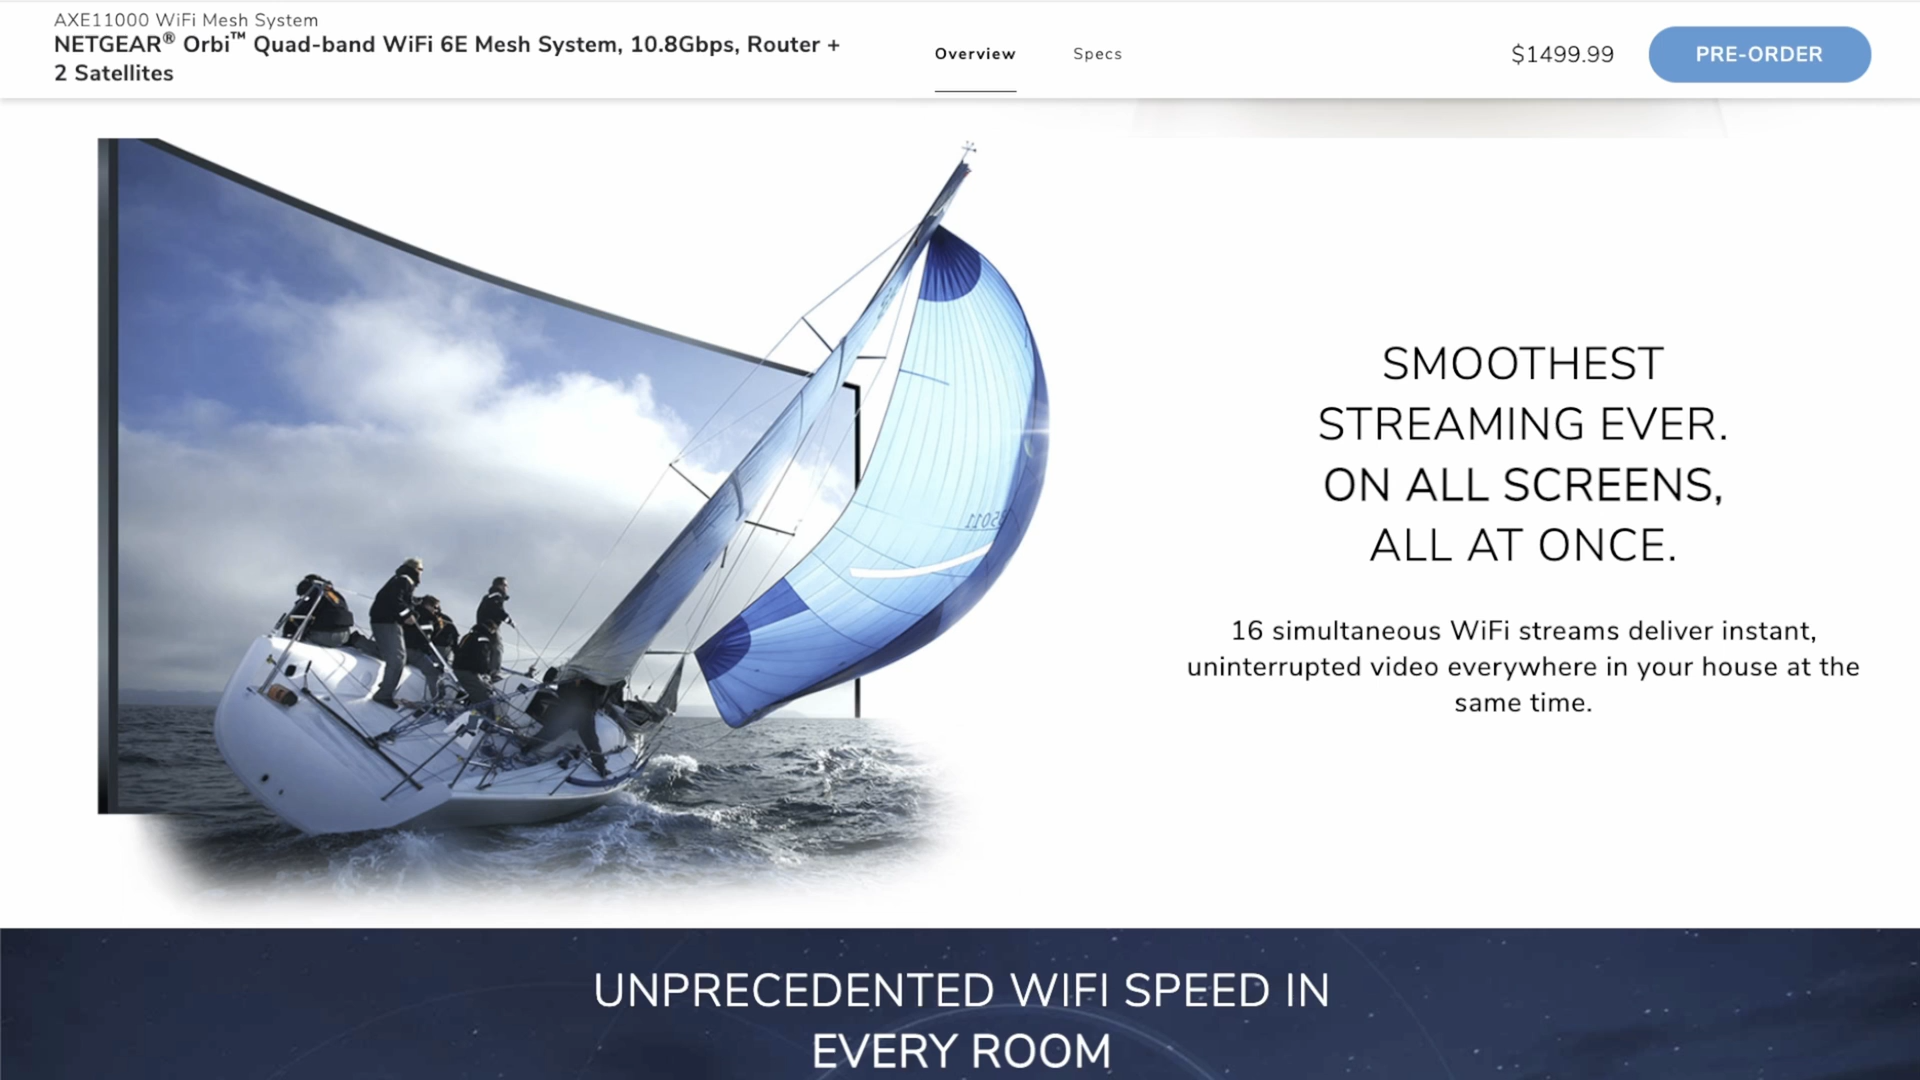 AXE11000 WiFi Mesh System
NETGEAR® Orbi™ Quad-band WiFi 6E Mesh System, 10.8Gbps, Router +
2 Satellites
Overview
Specs
$1499.99
PRE-ORDER
SMOOTHEST
STREAMING EVER.
ON ALL SCREENS,
ALL AT ONCE.
16 simultaneous WiFi streams deliver instant,
uninterrupted video everywhere in your house at the
same time.
UNPRECEDENTED WIFI SPEED IN
EVERY ROOM